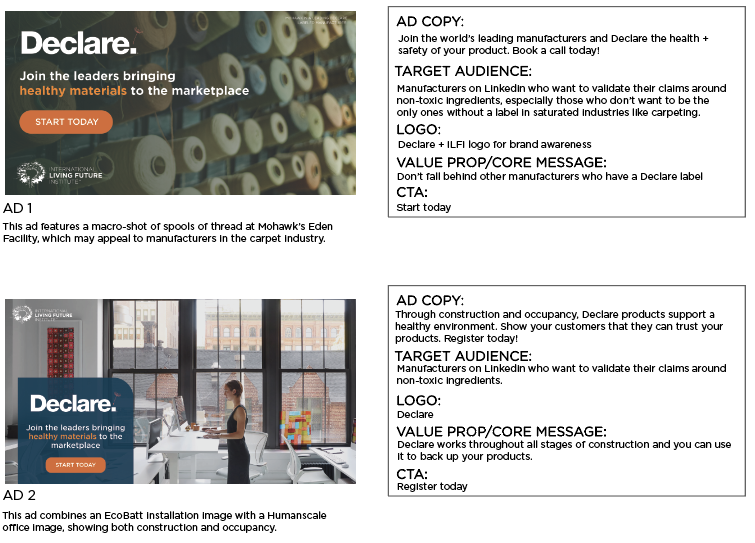 Declare.
Join the leaders bringing
healthy materials to the marketplace
START TODAY
INTERNATIONAL
LIVING FUTURE
INSTITUTE
AD 1
This ad features a macro-shot of spools of thread at Mohawk's Eden
Facility, which may appeal to manufacturers in the carpet industry.
AD COPY:
Join the world's leading manufacturers and Declare the health +
safety of your product. Book a call today!
TARGET AUDIENCE:
Manufacturers on LinkedIn who want to validate their claims around
non-toxic ingredients, especially those who don't want to be the
only ones without a label in saturated industries like carpeting.
LOGO:
Declare + ILFI logo for brand awareness
VALUE PROP/CORE MESSAGE:
Don't fall behind other manufacturers who have a Declare label
CTA:
Start today
INTERNATIONAL
LIVING FUTURE
INSTITUTE
Declare.
Join the leaders bringing
healthy materials to the
marketplace
START TODAY
AD 2
This ad combines an EcoBatt installation image with a Humanscale
office image, showing both construction and occupancy.
AD COPY:
Through construction and occupancy, Declare products support a
healthy environment. Show your customers that they can trust your
products. Register today!
TARGET AUDIENCE:
Manufacturers on LinkedIn who want to validate their claims around
non-toxic ingredients.
LOGO:
Declare
VALUE PROP/CORE MESSAGE:
Declare works throughout all stages of construction and you can use
it to back up your products.
CTA:
Register today